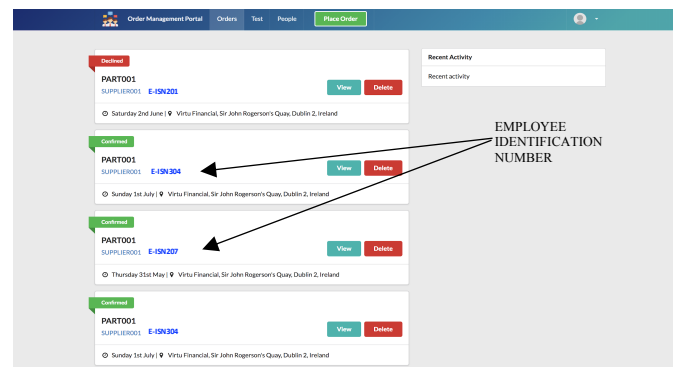 Order Management Portal Orders Test People Place Order
Declined
PART001
SUPPLIER001 E-ISN201
View Delete
Saturday 2nd June | Virtu Financial, Sir John Rogerson's Quay, Dublin 2, Ireland
Confirmed
PART001
SUPPLIER001 E-ISN304
View Delete
Sunday 1st July | Virtu Financial, Sir John Rogerson's Quay, Dublin 2, Ireland
Confirmed
PART001
SUPPLIER001 E-ISN207
View Delete
Thursday 31st May | Virtu Financial, Sir John Rogerson's Quay, Dublin 2, Ireland
Confirmed
PART001
SUPPLIER001 E-ISN304
View Delete
Sunday 1st July | Virtu Financial, Sir John Rogerson's Quay, Dublin 2, Ireland
Recent Activity
Recent activity
EMPLOYEE
IDENTIFICATION
NUMBER